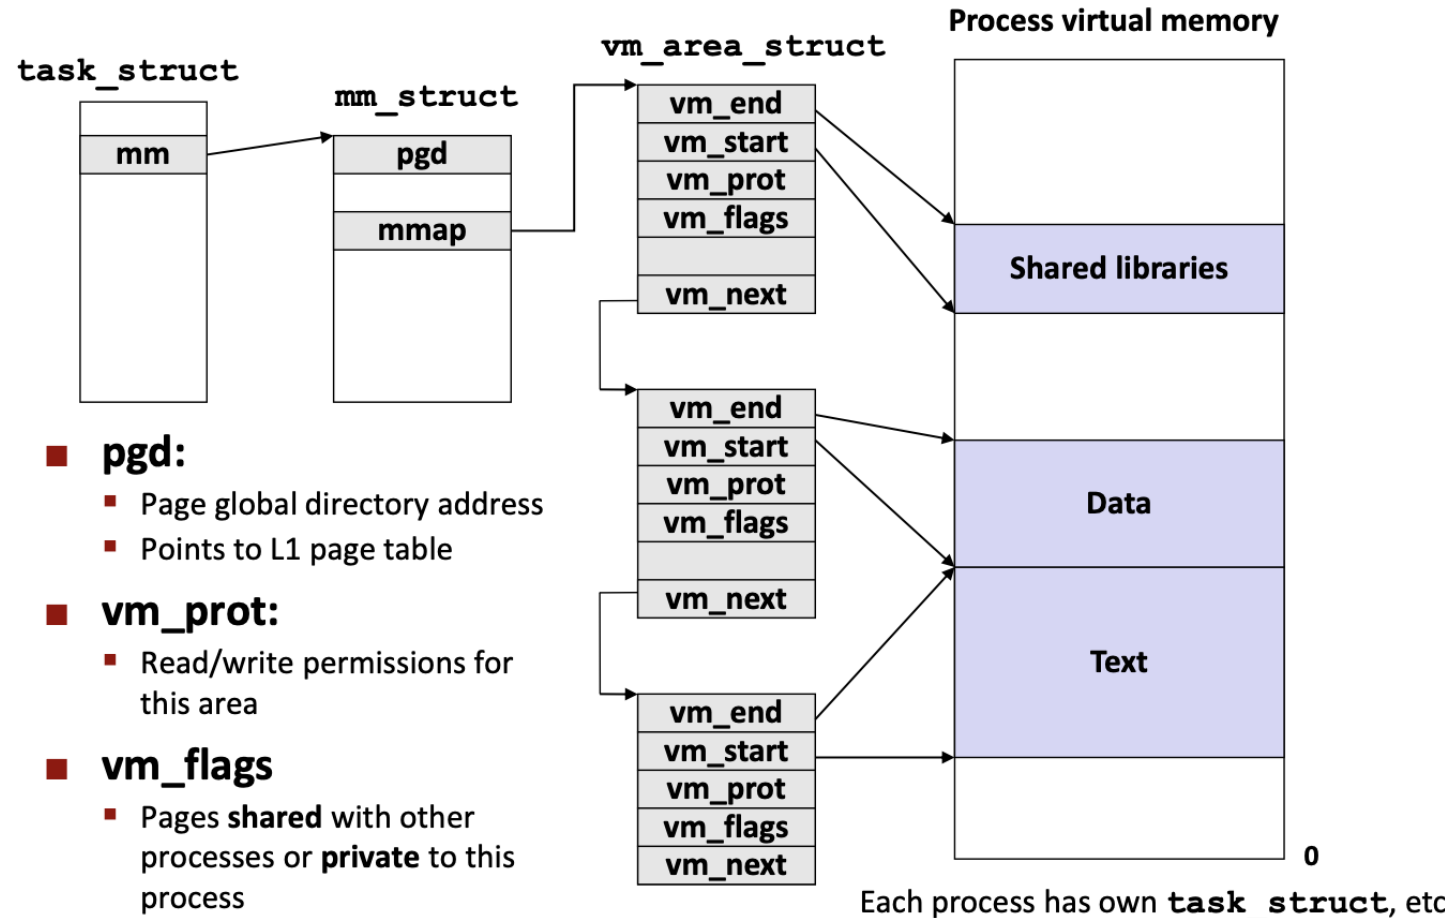 Process virtual memory
vm_area_struct
task_struct
mm_struct
mm
pgd
mmap
vm_end
vm_start
vm_prot
vm_flags
vm_next
vm_end
vm_start
vm_prot
vm_flags
vm_next
vm_end
vm_start
vm_prot
vm_flags
vm_next
Shared libraries
Data
Text
0
pgd:
Page global directory address
Points to L1 page table
vm_prot:
Read/write permissions for
this area
vm_flags
Pages shared with other
processes or private to this
process
Each process has own task struct, etc